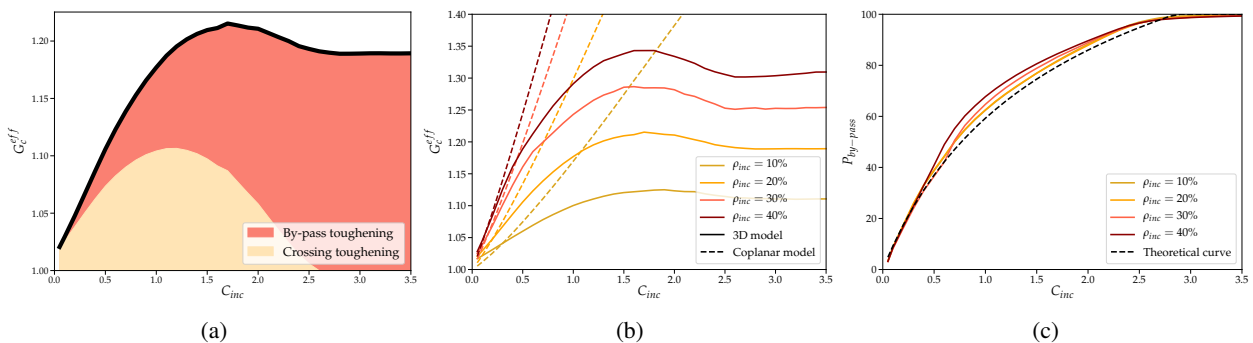 G_c^{eff}
1.20
1.15
1.10
1.05
1.00
0.0 0.5 1.0 1.5 2.0 2.5 3.0 3.5
C_{inc}
By-pass toughening
Crossing toughening
(a)
G_c^{eff}
1.40
1.35
1.30
1.25
1.20
1.15
1.10
1.05
1.00
0.0 0.5 1.0 1.5 2.0 2.5 3.0 3.5
C_{inc}
ρ_{inc} = 10%
ρ_{inc} = 20%
ρ_{inc} = 30%
ρ_{inc} = 40%
3D model
Coplanar model
(b)
P_{by-pass}
100
80
60
40
20
0
0.0 0.5 1.0 1.5 2.0 2.5 3.0 3.5
C_{inc}
ρ_{inc} = 10%
ρ_{inc} = 20%
ρ_{inc} = 30%
ρ_{inc} = 40%
Theoretical curve
(c)